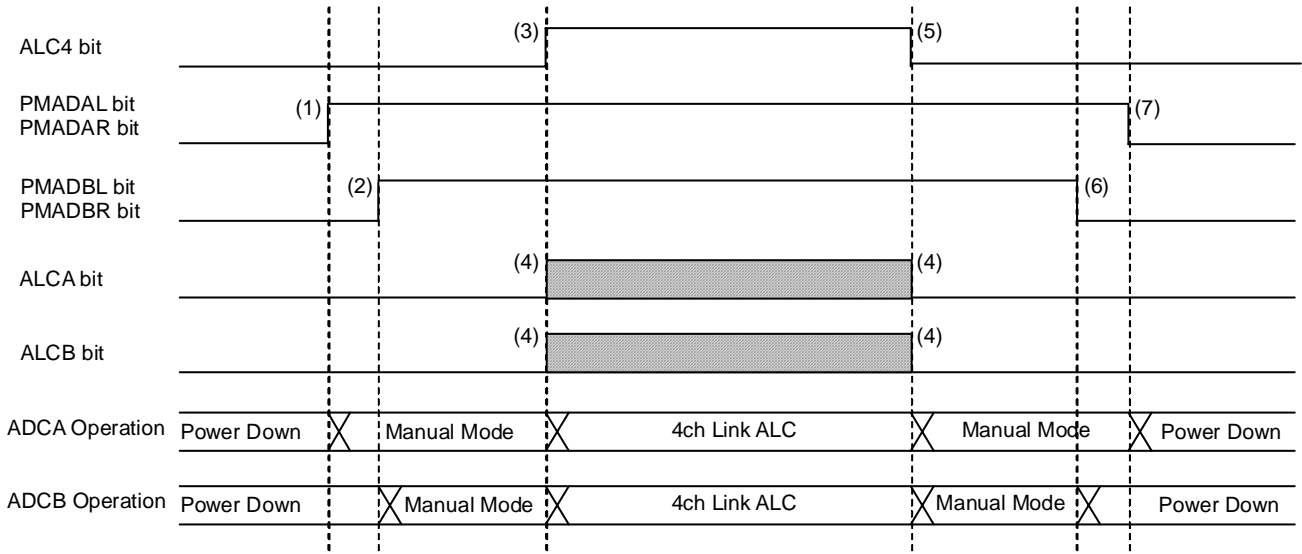 ALC4 bit
(3)
(5)
PMADAL bit
PMADAR bit
(1)
(7)
PMADBL bit
PMADBR bit
(2)
(6)
ALCA bit
(4)
(4)
ALCB bit
(4)
(4)
ADCA Operation
Power Down
Manual Mode
4ch Link ALC
Manual Mode
Power Down
ADCB Operation
Power Down
Manual Mode
4ch Link ALC
Manual Mode
Power Down